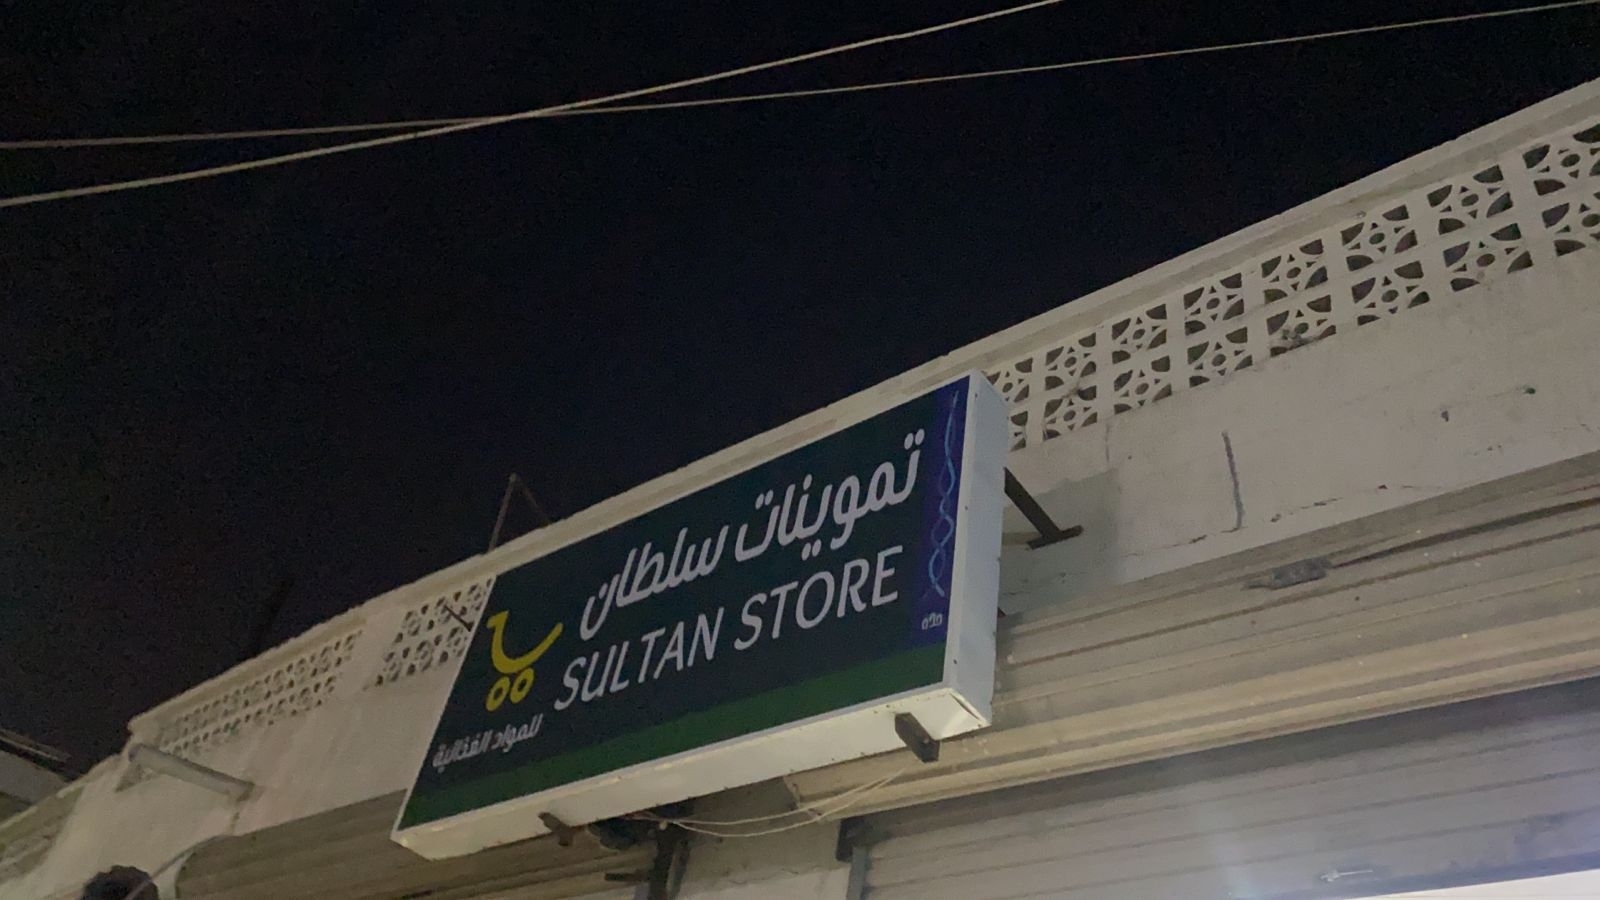 تموينات سلطان
SULTAN STORE
للمواد الغذائية